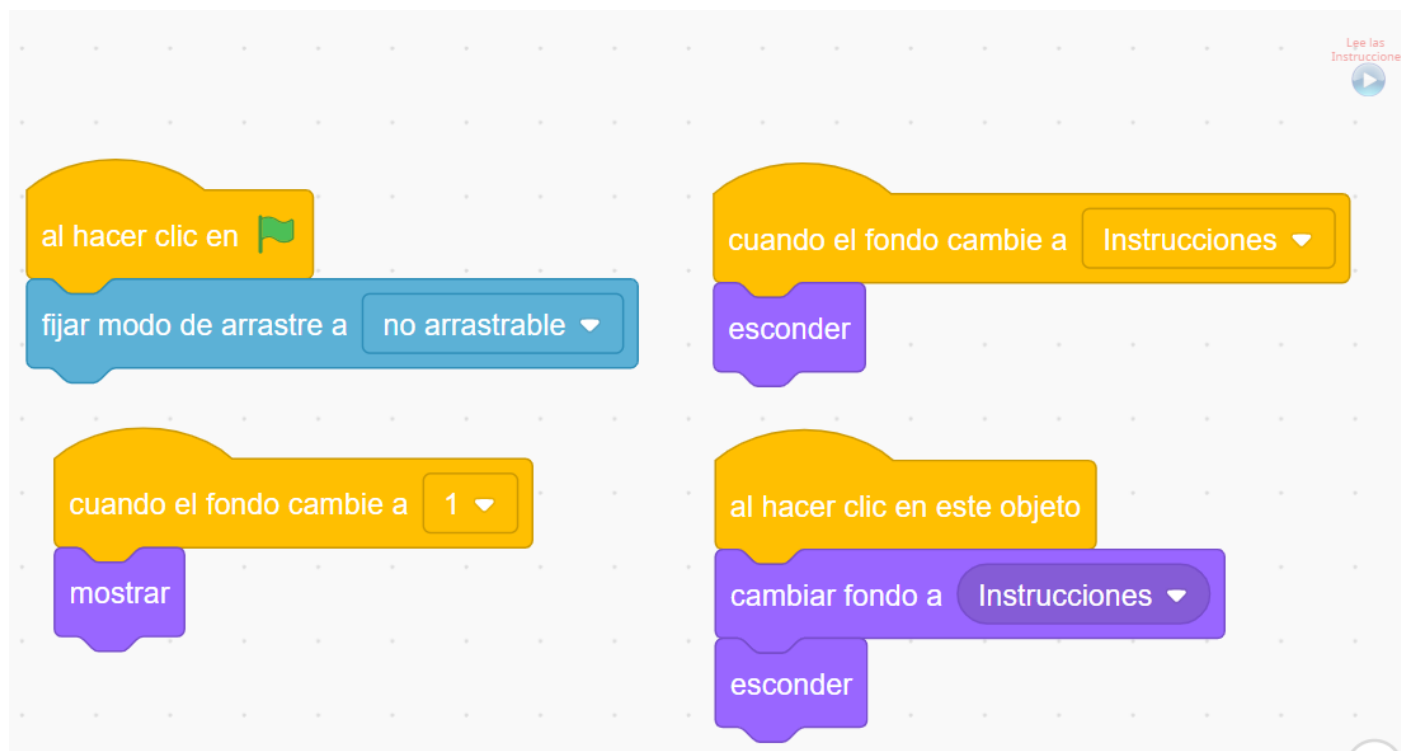 Lee las
Instruccione
al hacer clic en
fijar modo de arrastre a no arrastrable
cuando el fondo cambie a Instrucciones
esconder
cuando el fondo cambie a 1
mostrar
al hacer clic en este objeto
cambiar fondo a Instrucciones
esconder